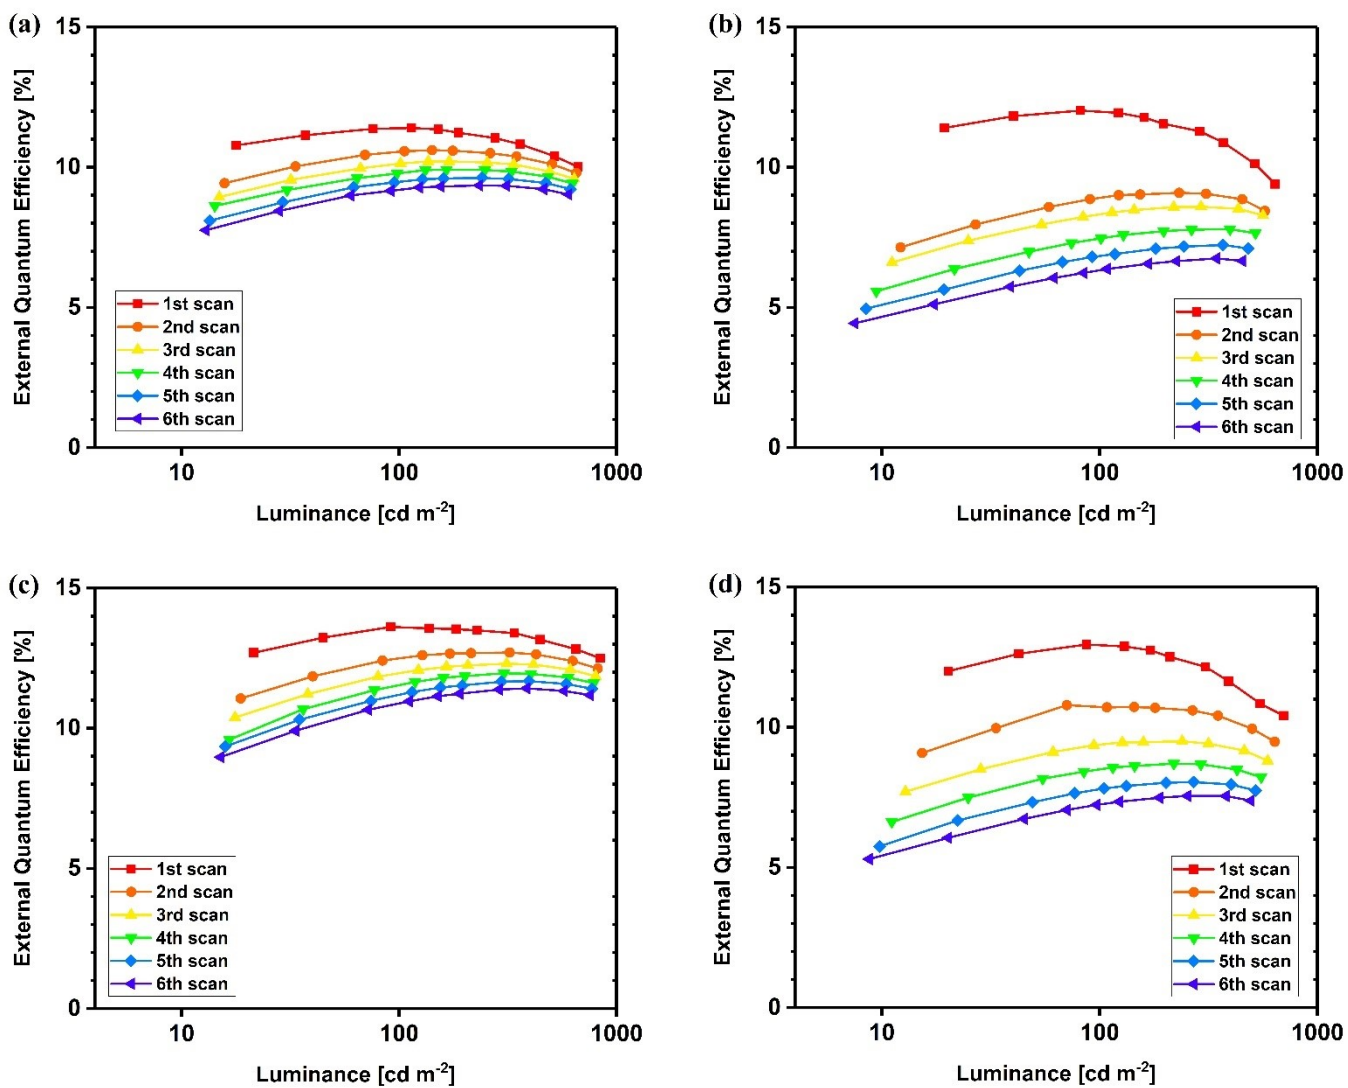 (a)
External Quantum Efficiency [%]
15
10
5
0
1st scan
2nd scan
3rd scan
4th scan
5th scan
6th scan
10 100 1000
Luminance [cd m-2]
(b)
External Quantum Efficiency [%]
15
10
5
0
1st scan
2nd scan
3rd scan
4th scan
5th scan
6th scan
10 100 1000
Luminance [cd m-2]
(c)
External Quantum Efficiency [%]
15
10
5
0
1st scan
2nd scan
3rd scan
4th scan
5th scan
6th scan
10 100 1000
Luminance [cd m-2]
(d)
External Quantum Efficiency [%]
15
10
5
0
1st scan
2nd scan
3rd scan
4th scan
5th scan
6th scan
10 100 1000
Luminance [cd m-2]